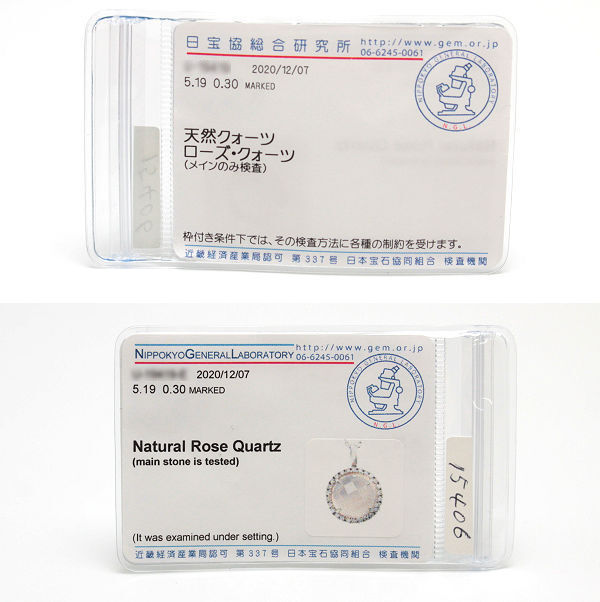 日宝協総合研究所
http://www.gem.or.jp
06-6245-0061
2020/12/07
5.19 0.30 MARKED
NIPPOKYO GENERAL LABORATORY
N.G.L.
天然クォーツ
ローズ・クォーツ
(メインのみ検査)
枠付き条件下では、その検査方法に各種の制約を受けます。
近畿経済産業局認可 第337号 日本宝石協同組合 検査機関
15406
NIPPOKYOGENERALLABORATORY
http://www.gem.or.jp
06-6245-0061
2020/12/07
5.19 0.30 MARKED
NIPPOKYO GENERAL LABORATORY
N.G.L.
Natural Rose Quartz
(main stone is tested)
(It was examined under setting.)
近畿経済産業局認可 第337号 日本宝石協同組合 検査機関
15406